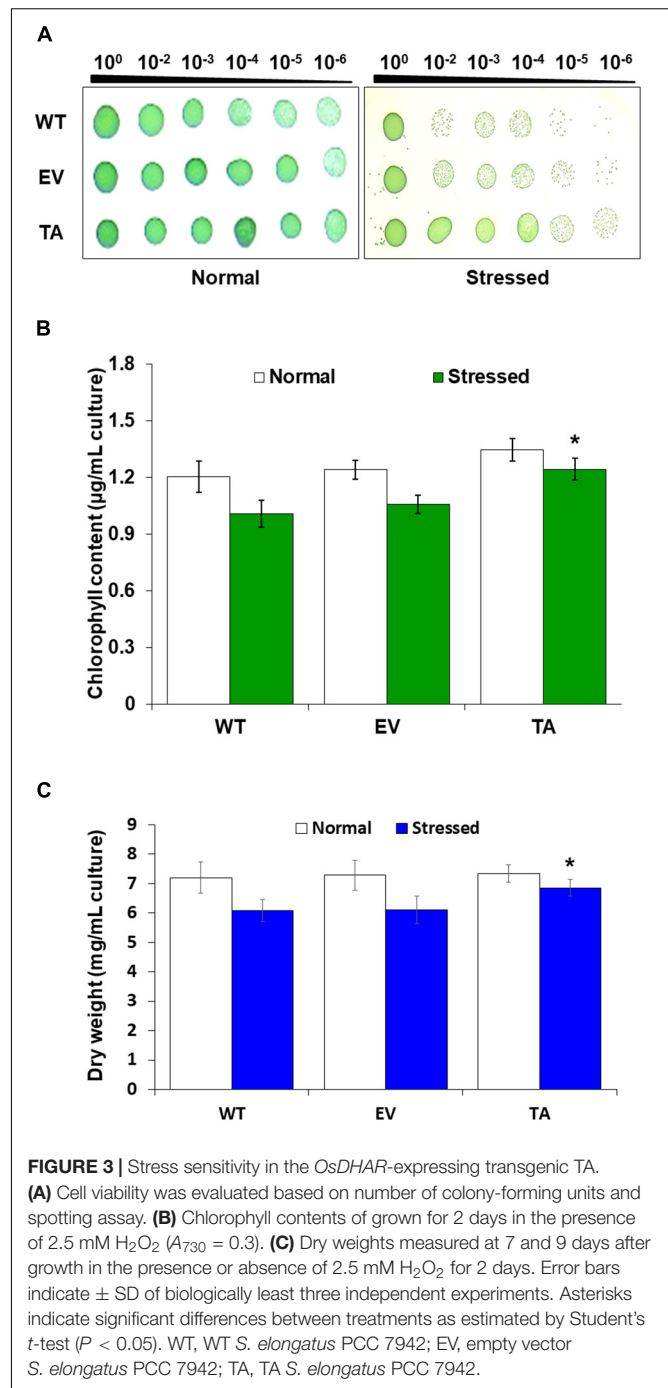 A
10⁰ 10⁻² 10⁻³ 10⁻⁴ 10⁻⁵ 10⁻⁶ 10⁰ 10⁻² 10⁻³ 10⁻⁴ 10⁻⁵ 10⁻⁶
WT
EV
TA
Normal Stressed
B
Chlorophyll content (µg/mL culture)
1.8
1.2
0.9
0.6
0.3
0
Normal Stressed
*
WT EV TA
C
Dry weight (mg/mL culture)
9
8
7
6
5
4
3
2
1
0
Normal Stressed
*
WT EV TA
FIGURE 3 | Stress sensitivity in the OsDHAR-expressing transgenic TA.
(A) Cell viability was evaluated based on number of colony-forming units and
spotting assay. (B) Chlorophyll contents of grown for 2 days in the presence
of 2.5 mM H₂O₂ (A₇₃₀ = 0.3). (C) Dry weights measured at 7 and 9 days after
growth in the presence or absence of 2.5 mM H₂O₂ for 2 days. Error bars
indicate ± SD of biologically least three independent experiments. Asterisks
indicate significant differences between treatments as estimated by Student's
t-test (P < 0.05). WT, WT S. elongatus PCC 7942; EV, empty vector
S. elongatus PCC 7942; TA, TA S. elongatus PCC 7942.